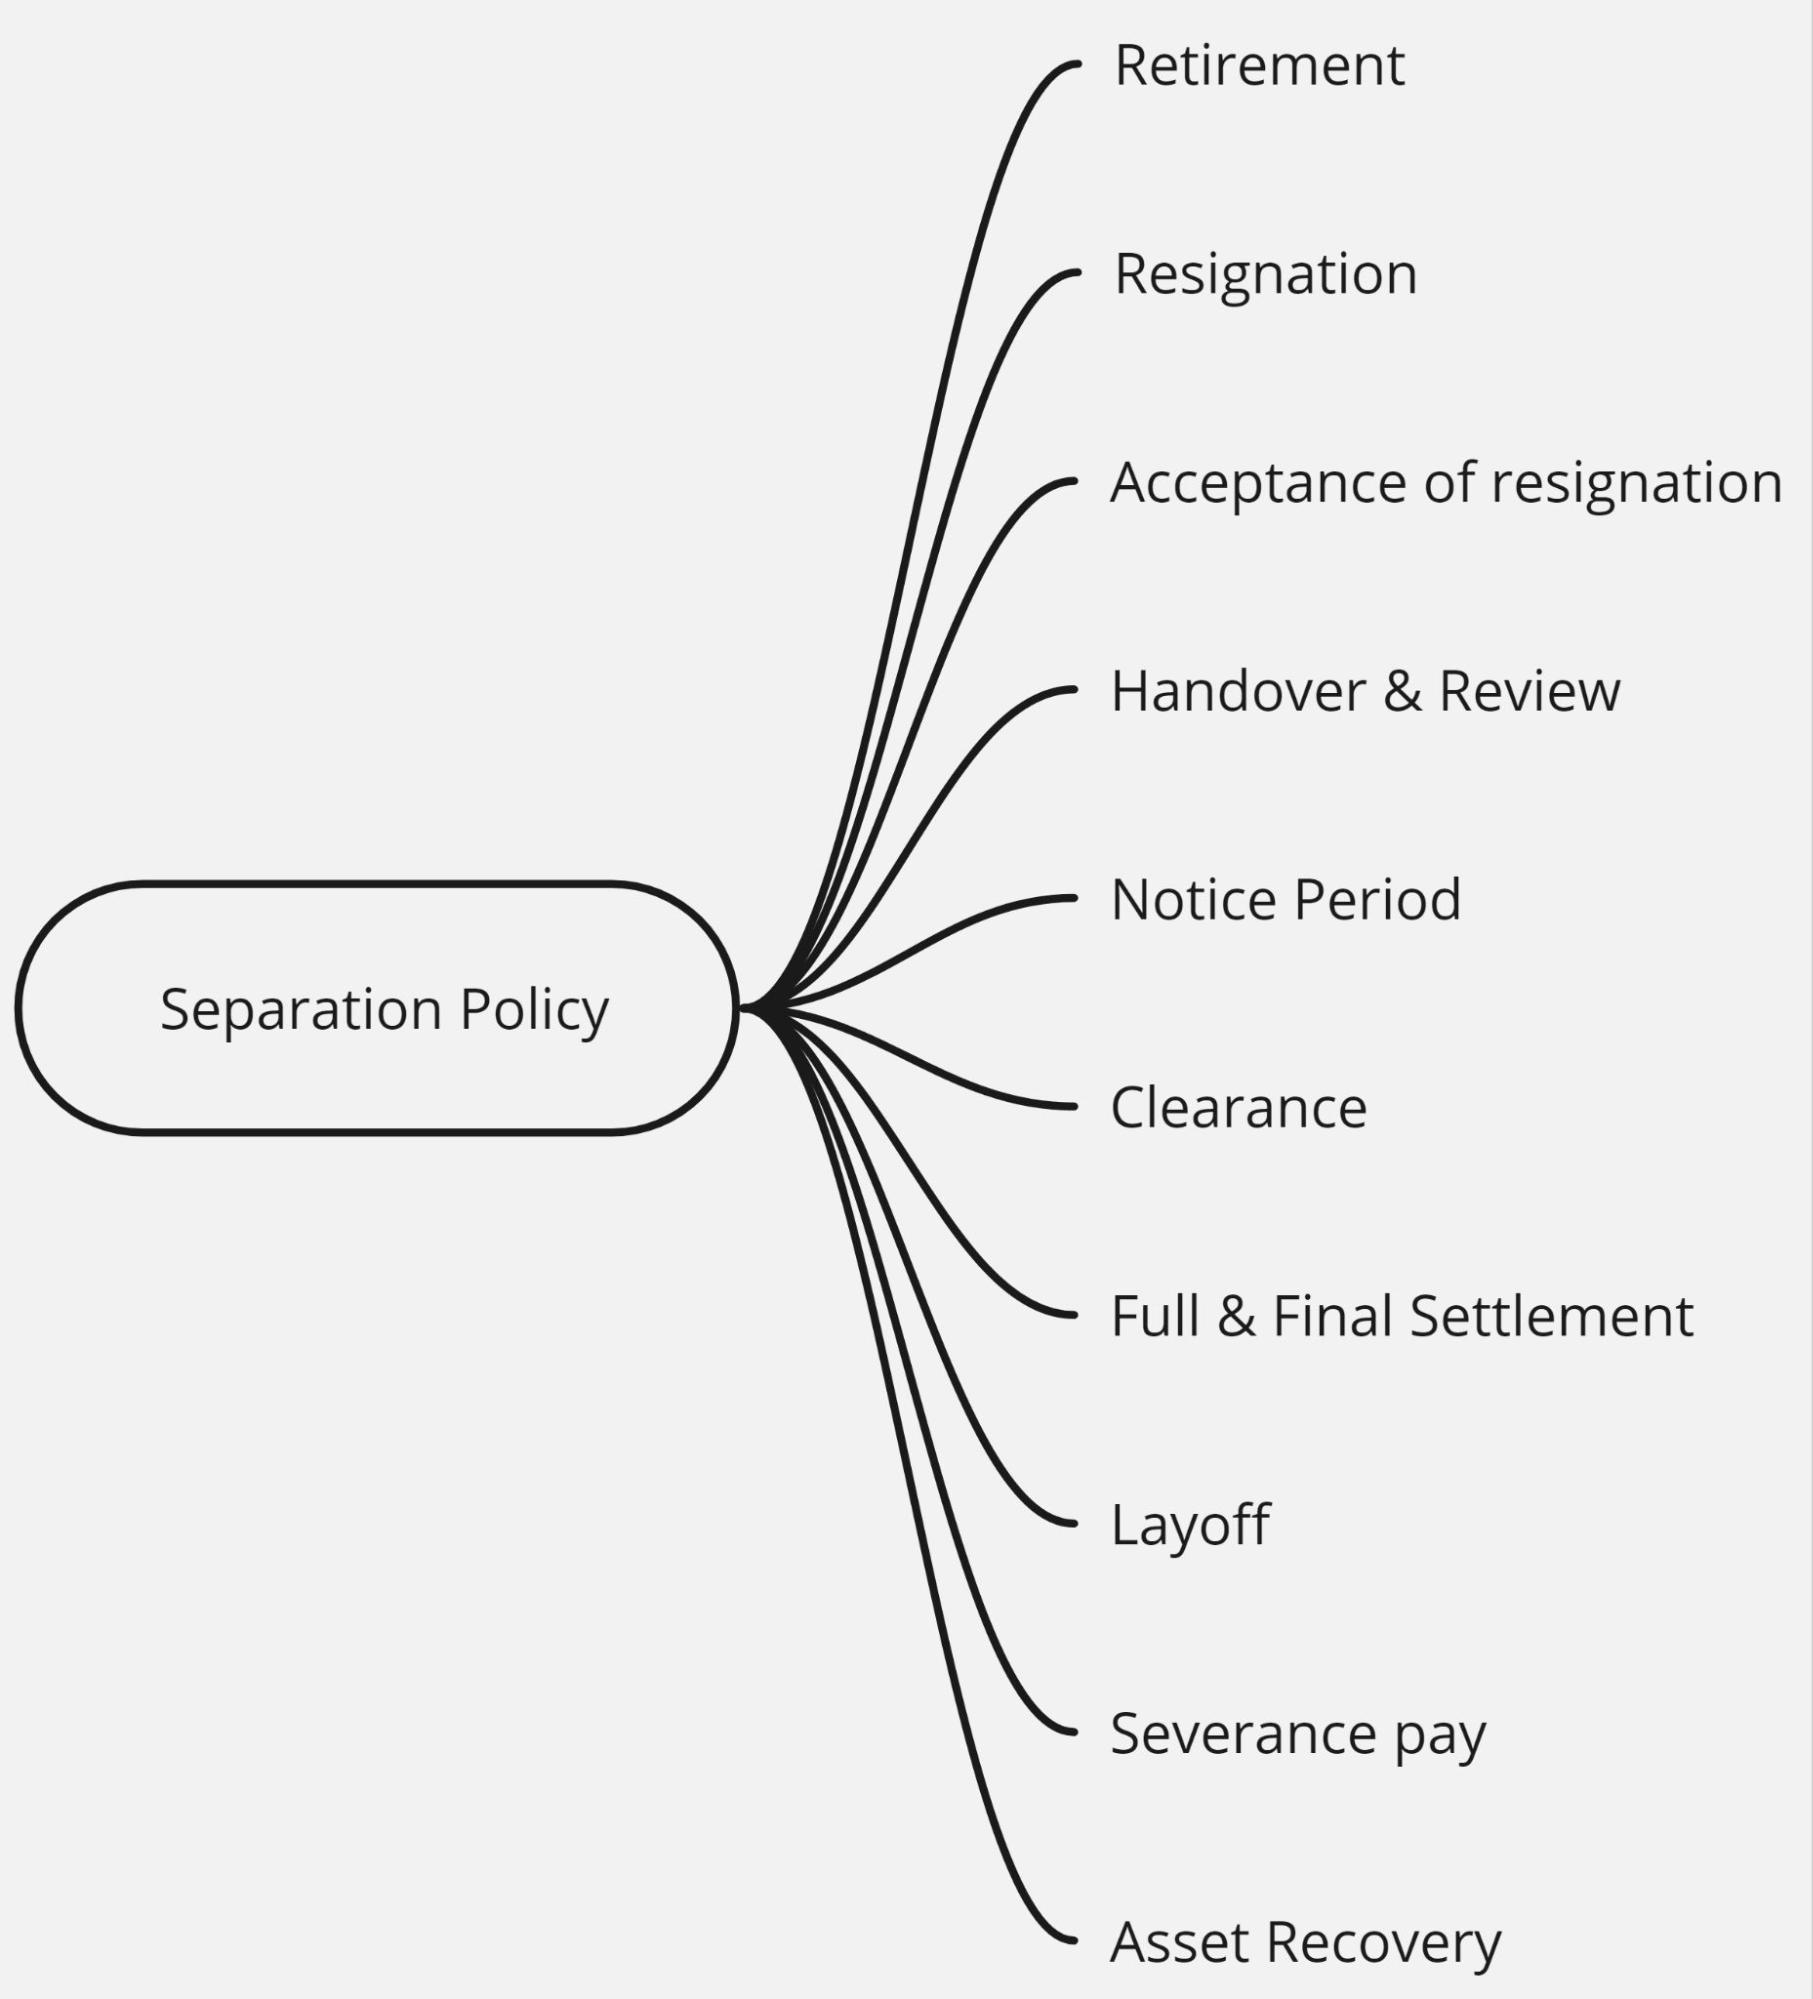 Separation Policy
Retirement
Resignation
Acceptance of resignation
Handover & Review
Notice Period
Clearance
Full & Final Settlement
Layoff
Severance pay
Asset Recovery